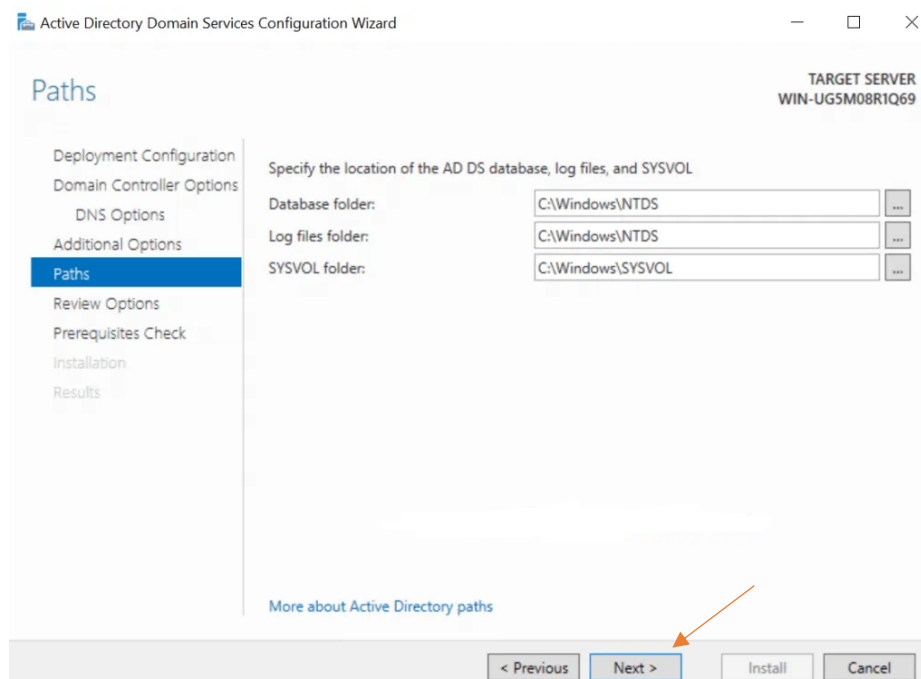 Active Directory Domain Services Configuration Wizard
Paths
TARGET SERVER
WIN-UG5M08R1Q69
Deployment Configuration
Domain Controller Options
DNS Options
Additional Options
Paths
Review Options
Prerequisites Check
Installation
Results
Specify the location of the AD DS database, log files, and SYSVOL
Database folder: C:\Windows\NTDS ...
Log files folder: C:\Windows\NTDS ...
SYSVOL folder: C:\Windows\SYSVOL ...
More about Active Directory paths
< Previous Next > Install Cancel